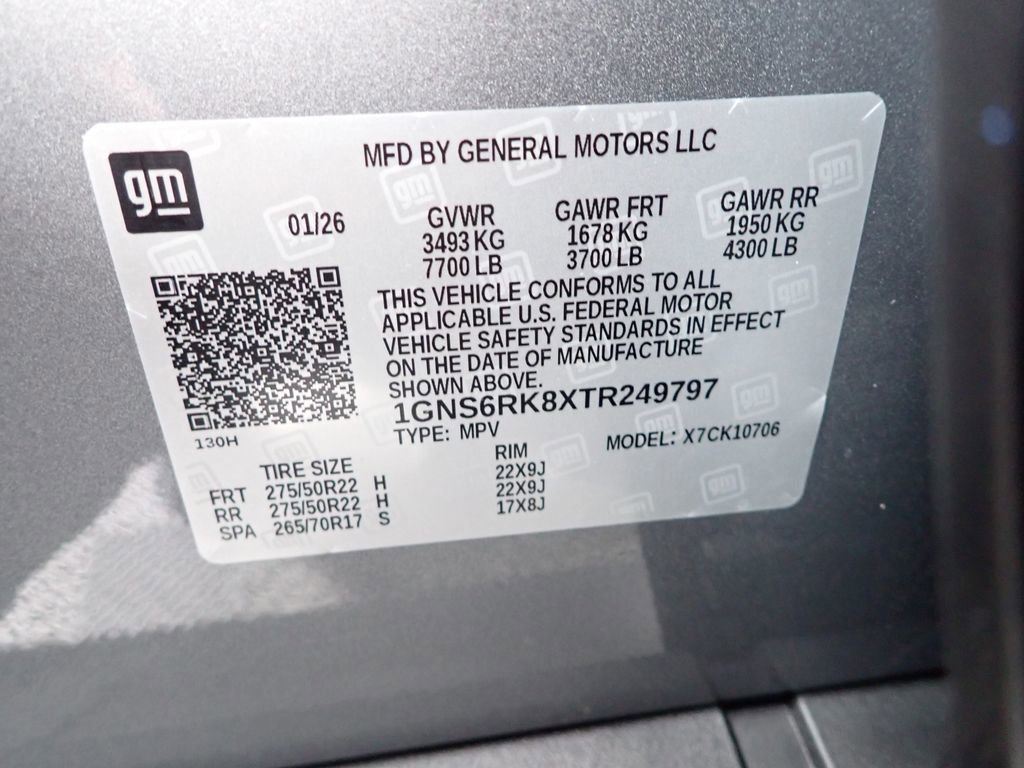 gm
MFD BY GENERAL MOTORS LLC
01/26
GVWR GAWR FRT GAWR RR
3493 KG 1678 KG 1950 KG
7700 LB 3700 LB 4300 LB
THIS VEHICLE CONFORMS TO ALL
APPLICABLE U.S. FEDERAL MOTOR
VEHICLE SAFETY STANDARDS IN EFFECT
ON THE DATE OF MANUFACTURE
SHOWN ABOVE.
1GNS6RK8XTR249797
130H
TYPE: MPV MODEL: X7CK10706
TIRE SIZE RIM
FRT 275/50R22 H 22X9J
RR 275/50R22 H 22X9J
SPA 265/70R17 S 17X8J